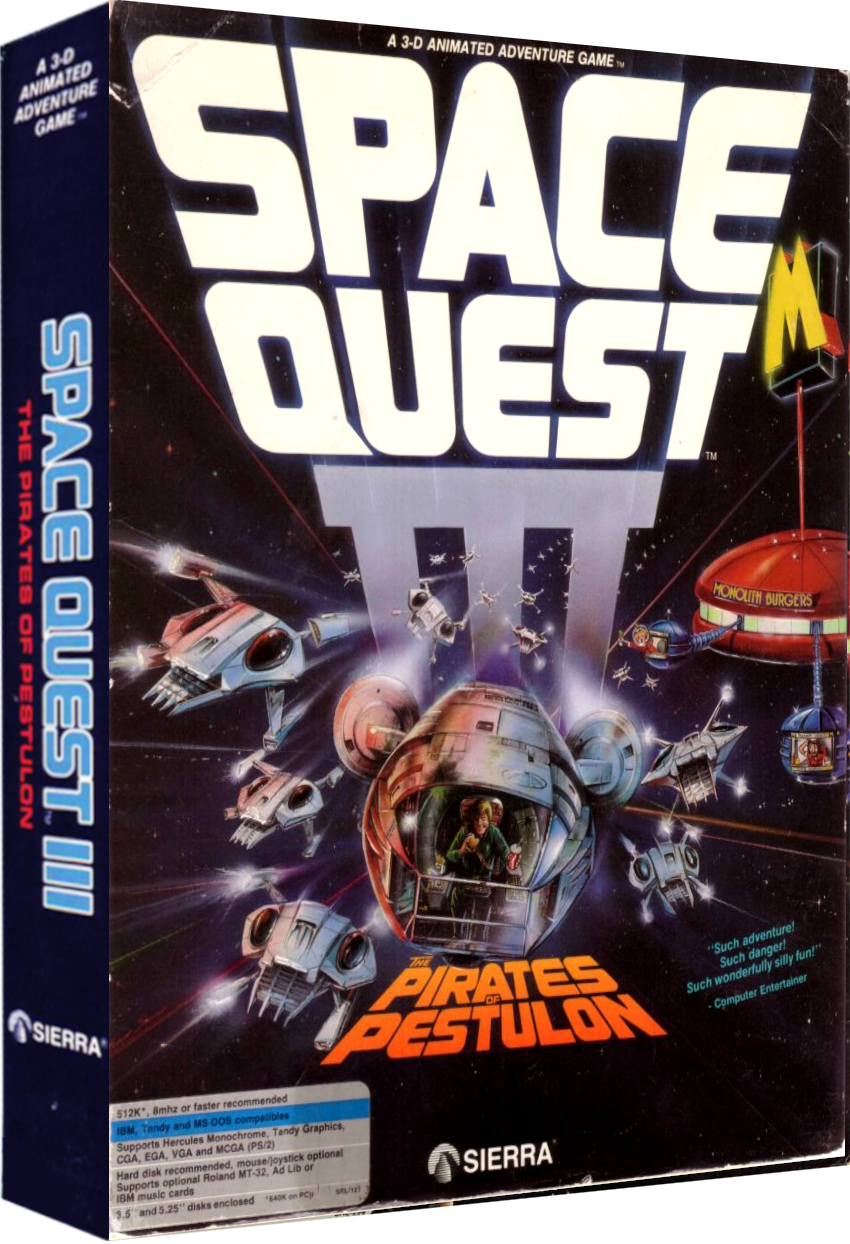 A 3-D
ANIMATED
ADVENTURE
GAME™
SPACE QUEST III™
THE PIRATES OF PESTULON
SIERRA®
A 3-D ANIMATED ADVENTURE GAME™
SPACE
QUEST™
III
M
MONOLITH BURGERS
THE
PIRATES
OF
PESTULON
"Such adventure!
Such danger!
Such wonderfully silly fun!"
- Computer Entertainer
512K*, 8mhz or faster recommended
IBM, Tandy and MS-DOS compatibles
Supports Hercules Monochrome, Tandy Graphics,
CGA, EGA, VGA and MCGA (PS/2)
Hard disk recommended, mouse/joystick optional
Supports optional Roland MT-32, Ad Lib or
IBM music cards
3.5" and 5.25" disks enclosed *640K on PCjr SRL/121
SIERRA®